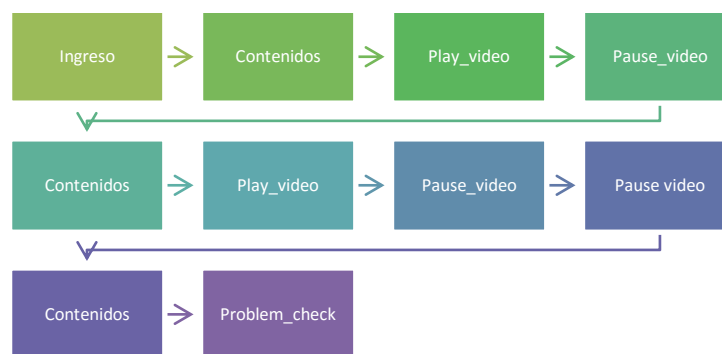 Ingreso
Contenidos
Play_video
Pause_video
Contenidos
Play_video
Pause_video
Pause video
Contenidos
Problem_check